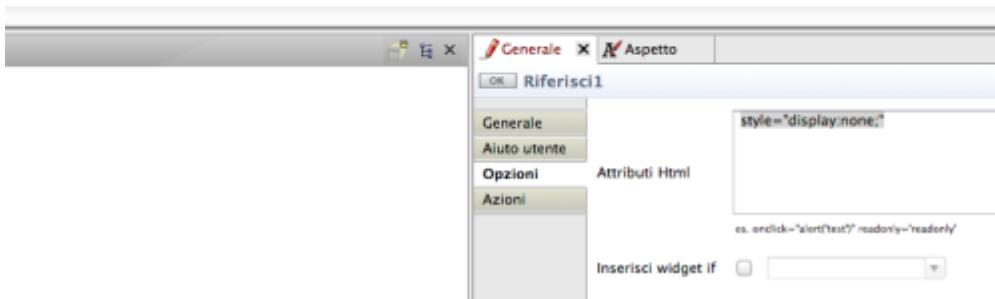 Generale Aspetto
OK Riferisci1
Generale
style="display:none;"
Aiuto utente
Opzioni
Attributi Html
Azioni
es. onclick="alert('test')" readonly='readonly'
Inserisci widget if